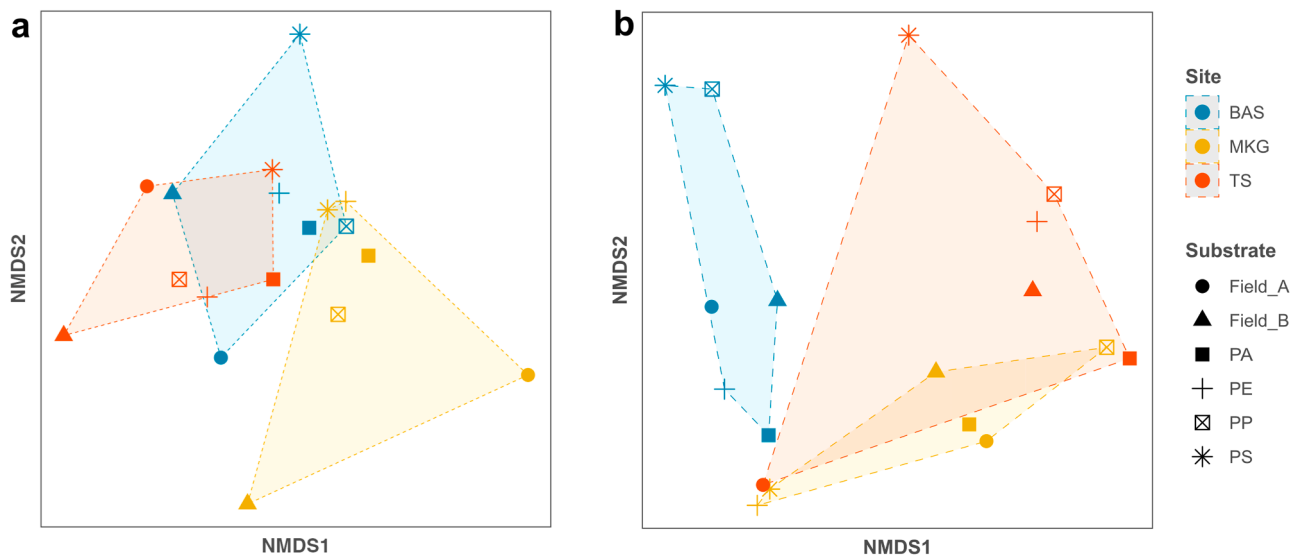 a
NMDS2
NMDS1
b
NMDS2
NMDS1
Site
BAS
MKG
TS
Substrate
Field_A
Field_B
PA
PE
PP
PS